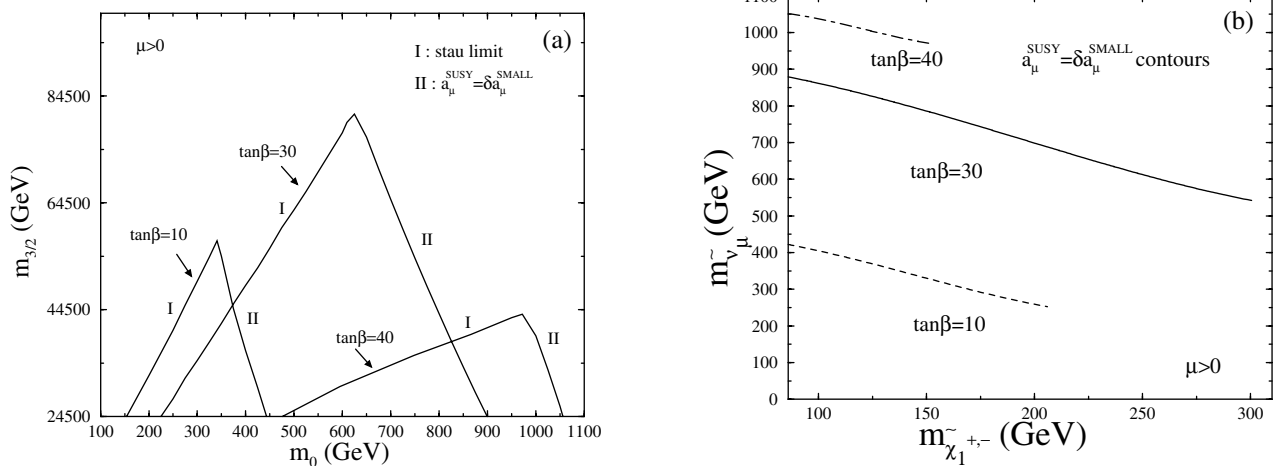 (a)
μ>0
I : stau limit
II : a_μ^SUSY=δa_μ^SMALL
tanβ=30
tanβ=10
tanβ=40
I
I
I
II
II
II
84500
64500
44500
24500
m_3/2 (GeV)
100 200 300 400 500 600 700 800 900 1000 1100
m_0 (GeV)
(b)
tanβ=40
a_μ^SUSY=δa_μ^SMALL contours
tanβ=30
tanβ=10
μ>0
1100
1000
900
800
700
600
500
400
300
200
100
0
m_ν̃_μ (GeV)
100 150 200 250 300
m_χ̃_1^+,− (GeV)